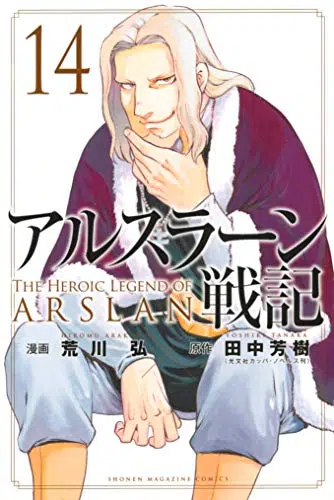 14
アルスラーン
戦記
THE HEROIC LEGEND OF
ARSLAN
HIROMU ARAKAWA
YOSHIKI TANAKA
漫画 荒川 弘
原作 田中芳樹
(光文社カッパ・ノベルス刊)
SHONEN MAGAZINE COMICS